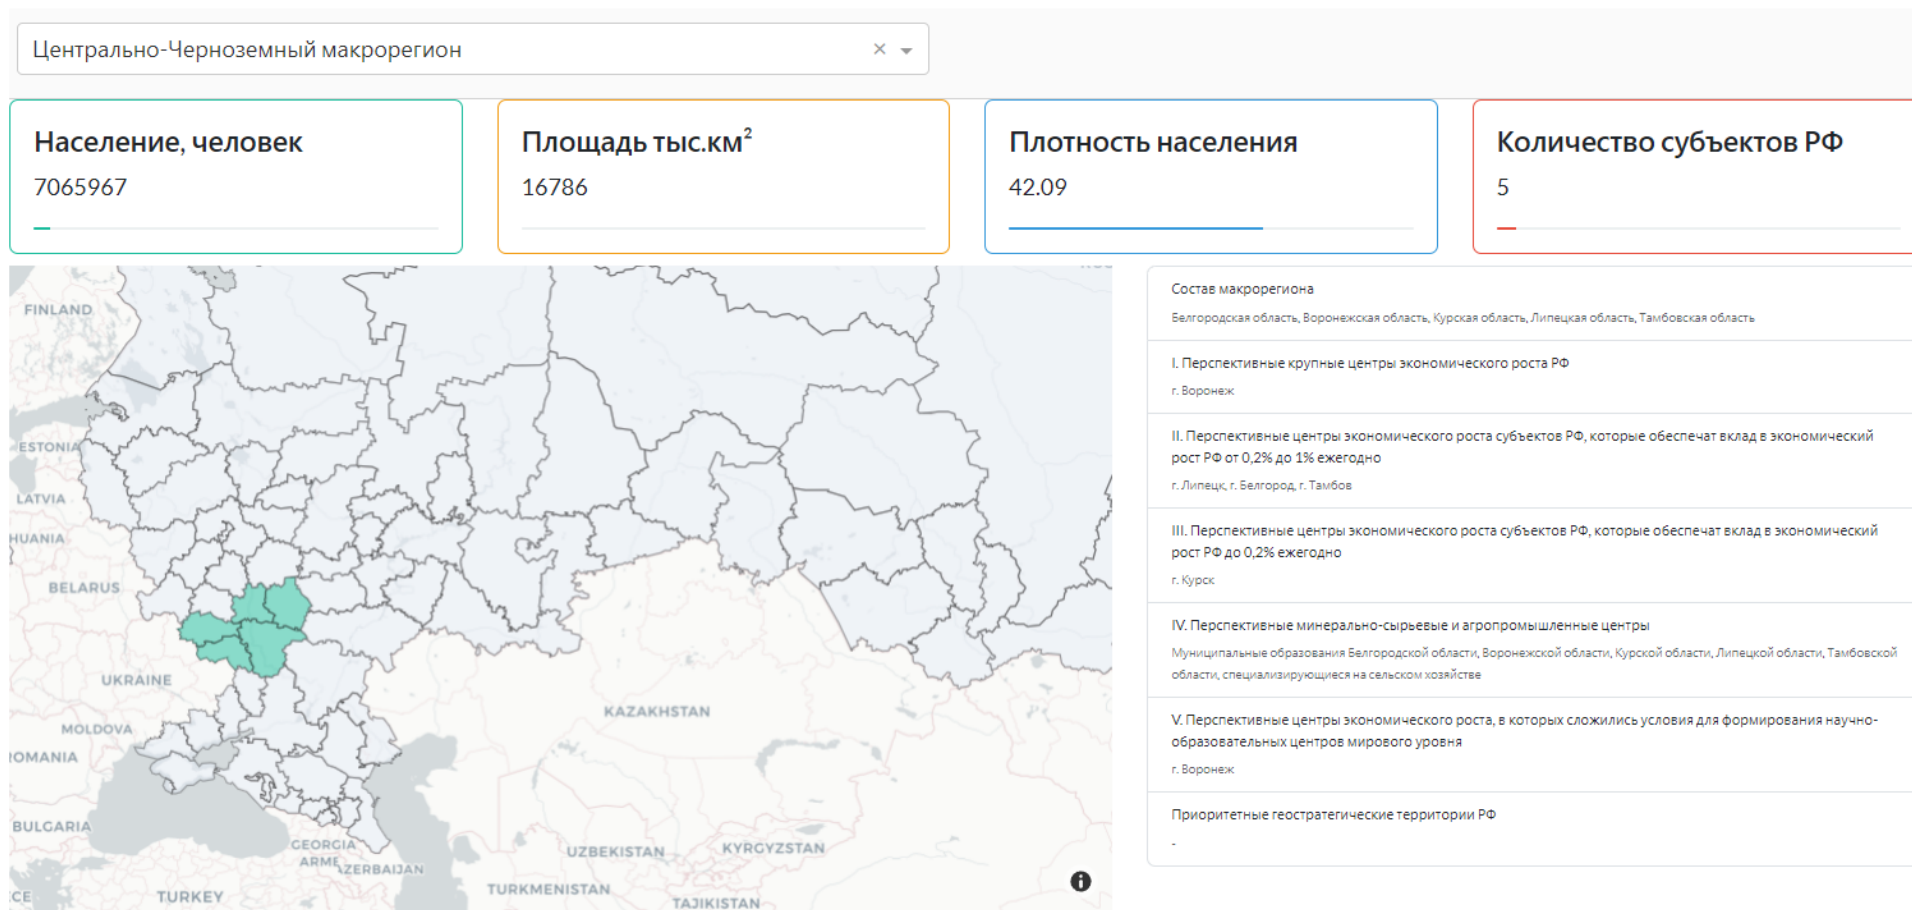 Центрально-Черноземный макрорегион
Население, человек
7065967
Площадь тыс.км²
16786
Плотность населения
42.09
Количество субъектов РФ
5
FINLAND
ESTONIA
LATVIA
HUANIA
BELARUS
UKRAINE
MOLDOVA
OMANIA
BULGARIA
GEORGIA
ARME
AZERBAIJAN
TURKEY
CE
KAZAKHSTAN
UZBEKISTAN
KYRGYZSTAN
TURKMENISTAN
TAJIKISTAN
Состав макрорегиона
Белгородская область, Воронежская область, Курская область, Липецкая область, Тамбовская область
I. Перспективные крупные центры экономического роста РФ
г. Воронеж
II. Перспективные центры экономического роста субъектов РФ, которые обеспечат вклад в экономический
рост РФ от 0,2% до 1% ежегодно
г. Липецк, г. Белгород, г. Тамбов
III. Перспективные центры экономического роста субъектов РФ, которые обеспечат вклад в экономический
рост РФ до 0,2% ежегодно
г. Курск
IV. Перспективные минерально-сырьевые и агропромышленные центры
Муниципальные образования Белгородской области, Воронежской области, Курской области, Липецкой области, Тамбовской
области, специализирующиеся на сельском хозяйстве
V. Перспективные центры экономического роста, в которых сложились условия для формирования научно-
образовательных центров мирового уровня
г. Воронеж
Приоритетные геостратегические территории РФ
-